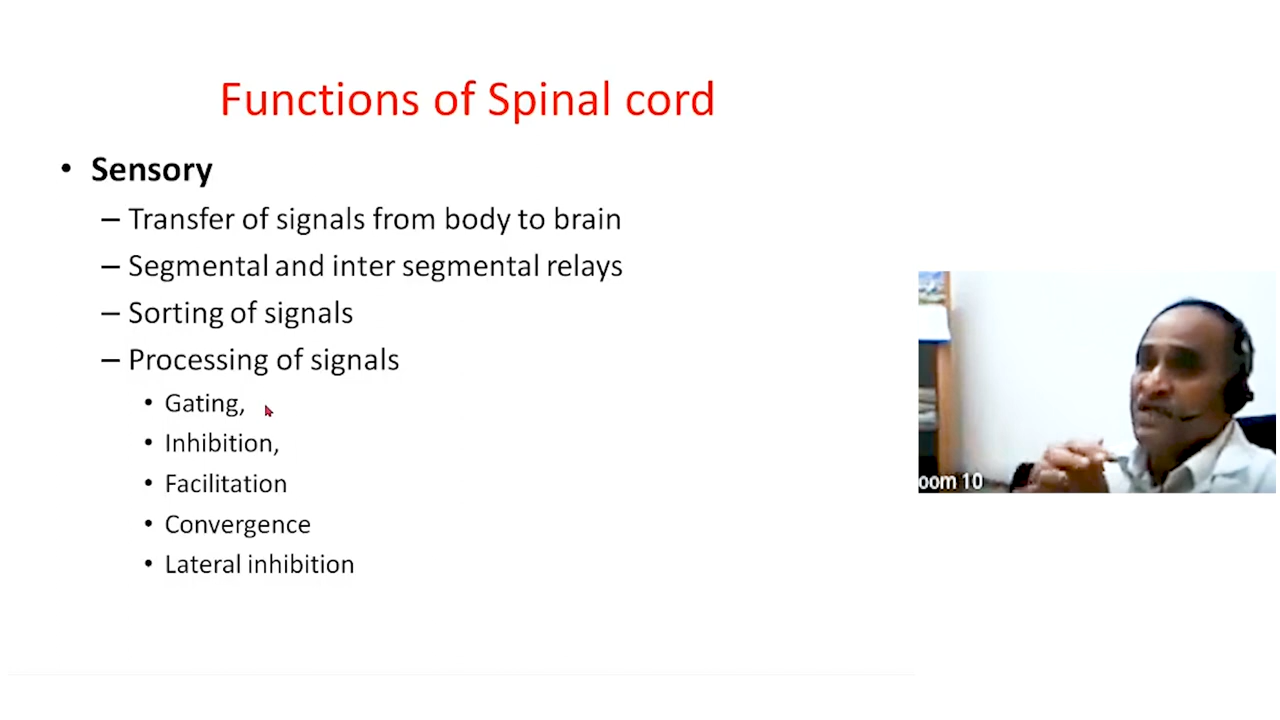 Functions of Spinal cord
• Sensory
– Transfer of signals from body to brain
– Segmental and inter segmental relays
– Sorting of signals
– Processing of signals
• Gating,
• Inhibition,
• Facilitation
• Convergence
• Lateral inhibition
oom 10